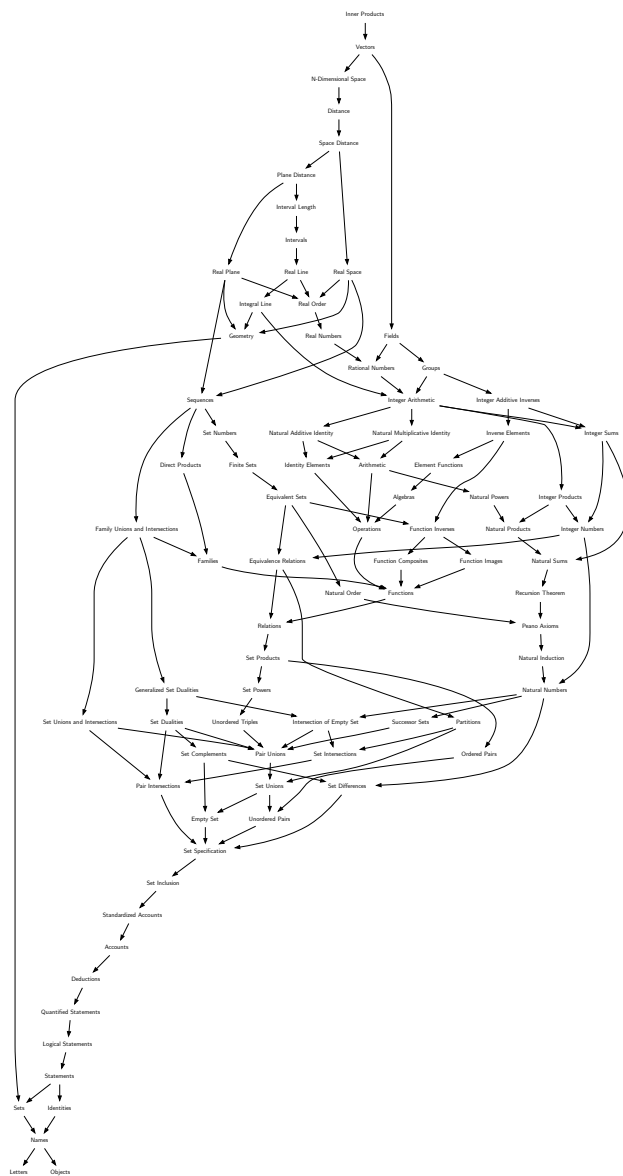 Inner Products
Vectors
N-Dimensional Space
Distance
Space Distance
Plane Distance
Interval Length
Intervals
Real Plane
Real Line
Real Space
Integral Line
Real Order
Geometry
Real Numbers
Fields
Rational Numbers
Groups
Sequences
Integer Arithmetic
Integer Additive Inverses
Set Numbers
Natural Additive Identity
Natural Multiplicative Identity
Inverse Elements
Integer Sums
Direct Products
Finite Sets
Identity Elements
Arithmetic
Element Functions
Equivalent Sets
Algebras
Natural Powers
Integer Products
Family Unions and Intersections
Operations
Function Inverses
Natural Products
Integer Numbers
Families
Equivalence Relations
Function Composites
Function Images
Natural Sums
Natural Order
Functions
Recursion Theorem
Relations
Peano Axioms
Set Products
Natural Induction
Generalized Set Dualities
Set Powers
Natural Numbers
Set Unions and Intersections
Set Dualities
Unordered Triples
Intersection of Empty Set
Successor Sets
Partitions
Set Complements
Pair Unions
Set Intersections
Ordered Pairs
Pair Intersections
Set Unions
Set Differences
Empty Set
Unordered Pairs
Set Specification
Set Inclusion
Standardized Accounts
Accounts
Deductions
Quantified Statements
Logical Statements
Statements
Sets
Identities
Names
Letters
Objects